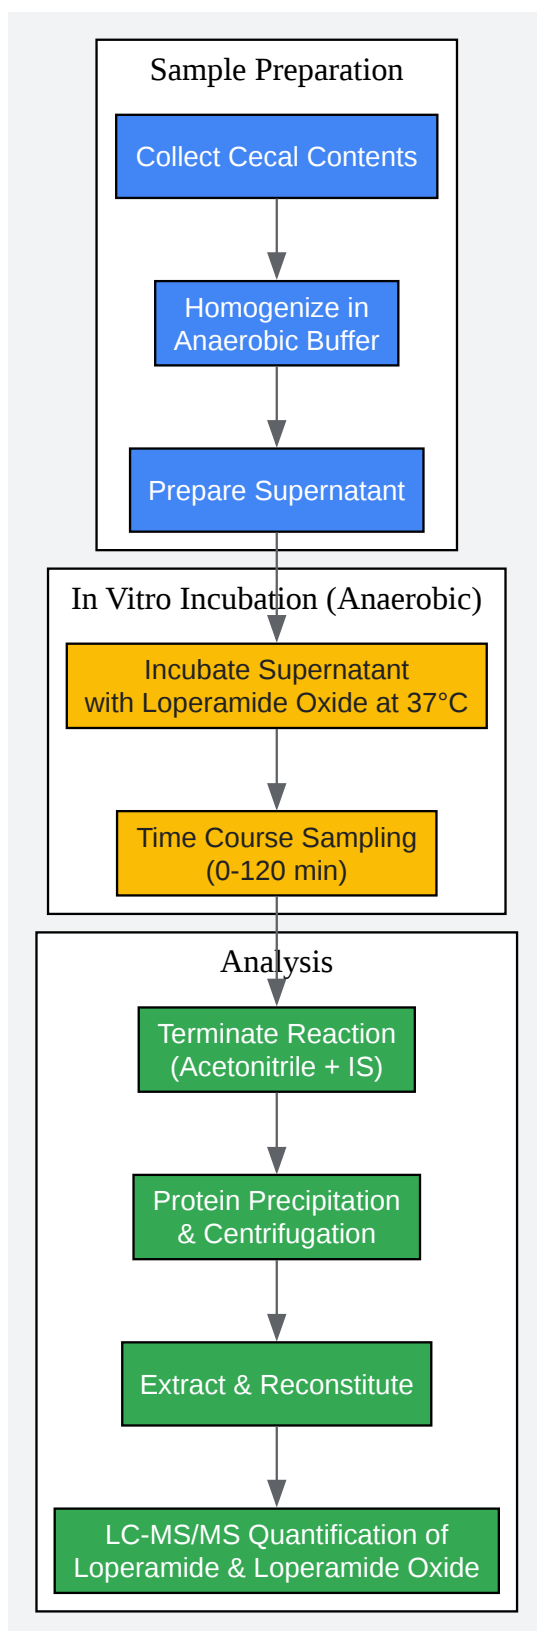 Sample Preparation
Collect Cecal Contents
Homogenize in
Anaerobic Buffer
Prepare Supernatant
In Vitro Incubation (Anaerobic)
Incubate Supernatant
with Loperamide Oxide at 37°C
Time Course Sampling
(0-120 min)
Analysis
Terminate Reaction
(Acetonitrile + IS)
Protein Precipitation
& Centrifugation
Extract & Reconstitute
LC-MS/MS Quantification of
Loperamide & Loperamide Oxide